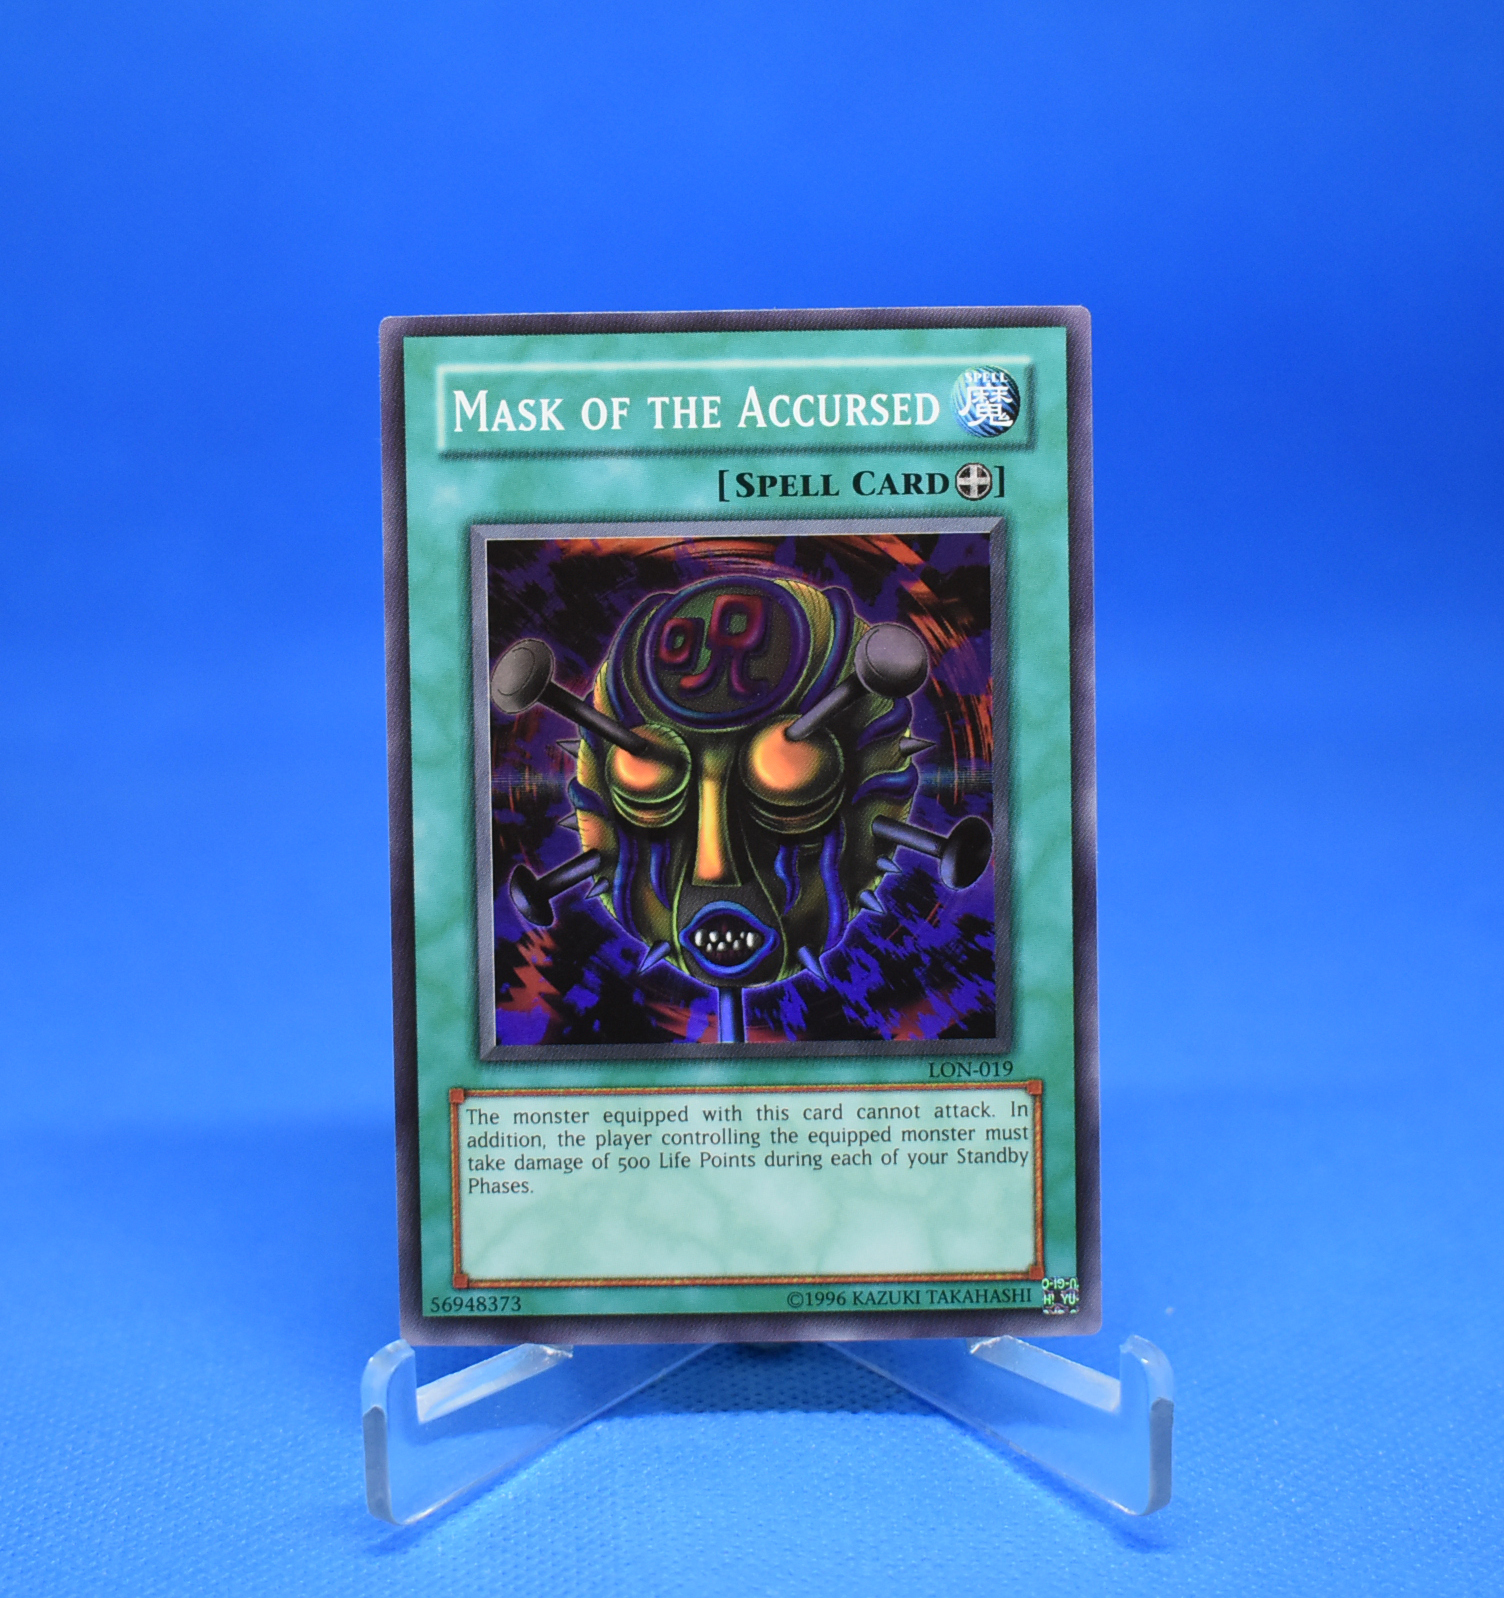 MASK OF THE ACCURSED
SPELL
魔
[SPELL CARD]
呪
LON-019
The monster equipped with this card cannot attack. In
addition, the player controlling the equipped monster must
take damage of 500 Life Points during each of your Standby
Phases.
56948373
©1996 KAZUKI TAKAHASHI